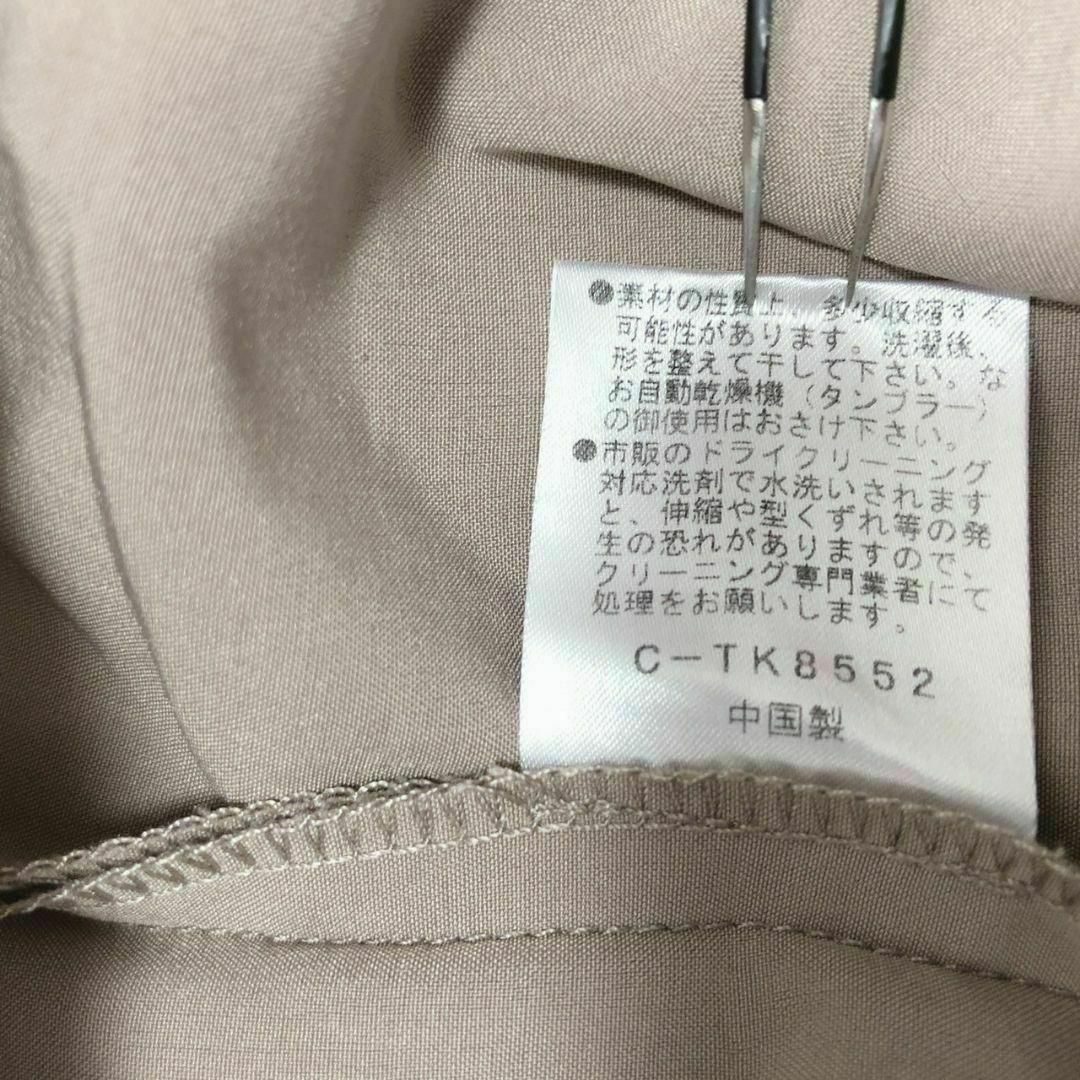 ●素材の性質上、多少収縮する
可能性があります。洗濯後、
形を整えて干して下さい。な
お自動乾燥機(タンブラー)
の御使用はおさけ下さい。
●市販のドライクリーニング
対応洗剤で水洗いされます
と、伸縮や型くずれ等の発
生の恐れがありますので、
クリーニング専門業者にて
処理をお願いします。
C-TK8552
中国製